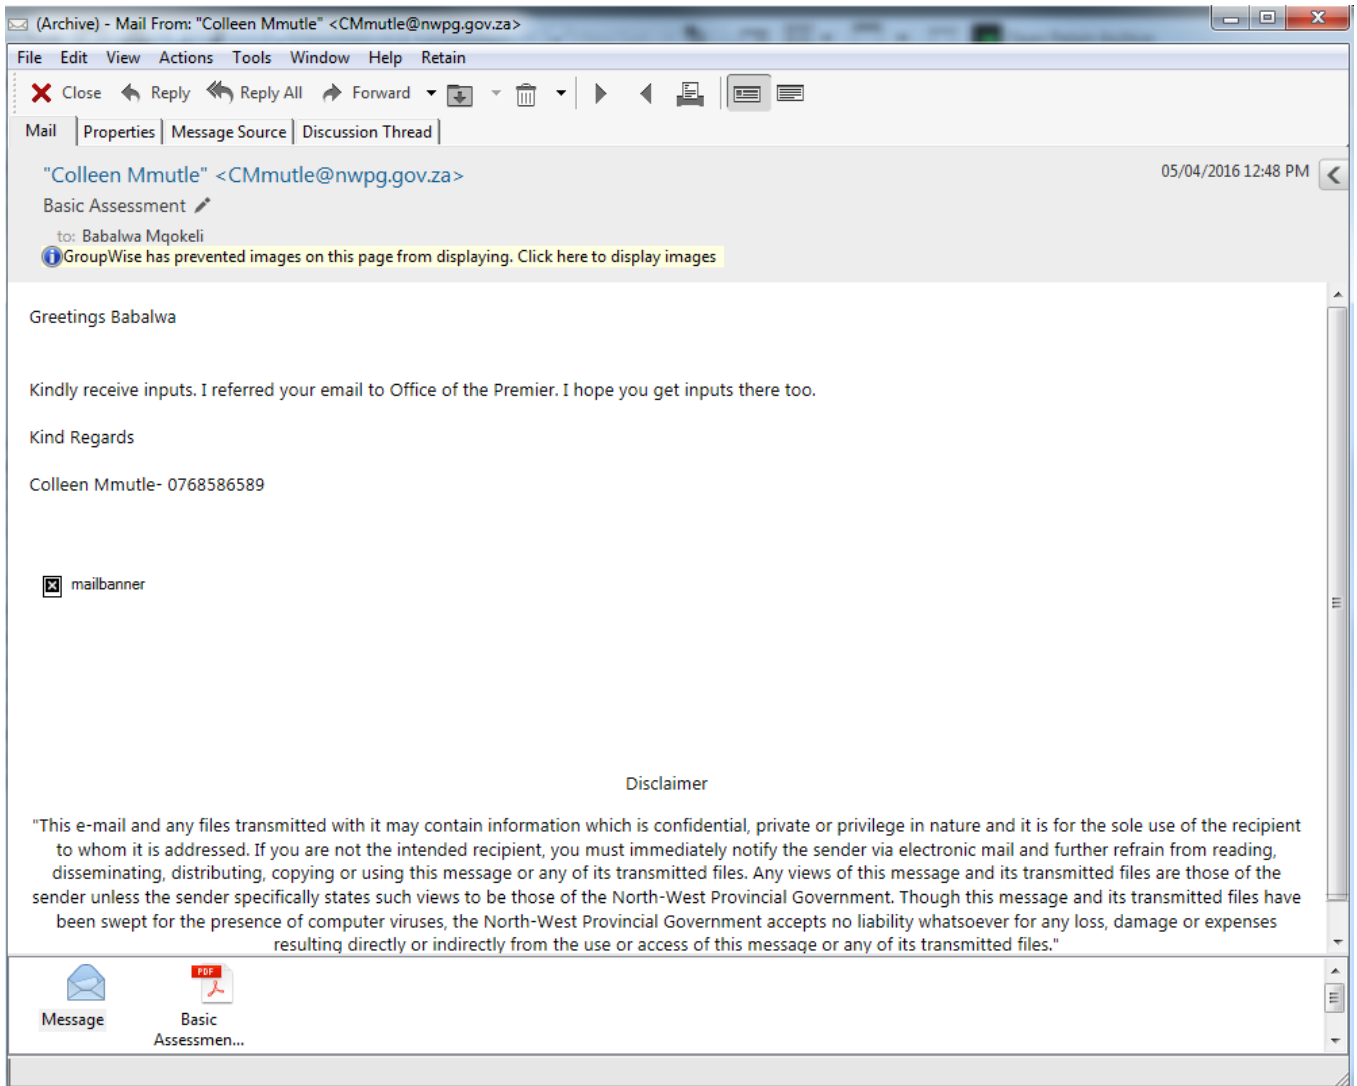 (Archive) - Mail From: "Colleen Mmutle" <CMmutle@nwpg.gov.za>
File Edit View Actions Tools Window Help Retain
Close Reply Reply All Forward
Mail Properties Message Source Discussion Thread
"Colleen Mmutle" <CMmutle@nwpg.gov.za> 05/04/2016 12:48 PM
Basic Assessment
to: Babalwa Mqokeli
GroupWise has prevented images on this page from displaying. Click here to display images
Greetings Babalwa
Kindly receive inputs. I referred your email to Office of the Premier. I hope you get inputs there too.
Kind Regards
Colleen Mmutle- 0768586589
mailbanner
Disclaimer
"This e-mail and any files transmitted with it may contain information which is confidential, private or privilege in nature and it is for the sole use of the recipient
to whom it is addressed. If you are not the intended recipient, you must immediately notify the sender via electronic mail and further refrain from reading,
disseminating, distributing, copying or using this message or any of its transmitted files. Any views of this message and its transmitted files are those of the
sender unless the sender specifically states such views to be those of the North-West Provincial Government. Though this message and its transmitted files have
been swept for the presence of computer viruses, the North-West Provincial Government accepts no liability whatsoever for any loss, damage or expenses
resulting directly or indirectly from the use or access of this message or any of its transmitted files."
PDF
Message Basic
Assessmen...